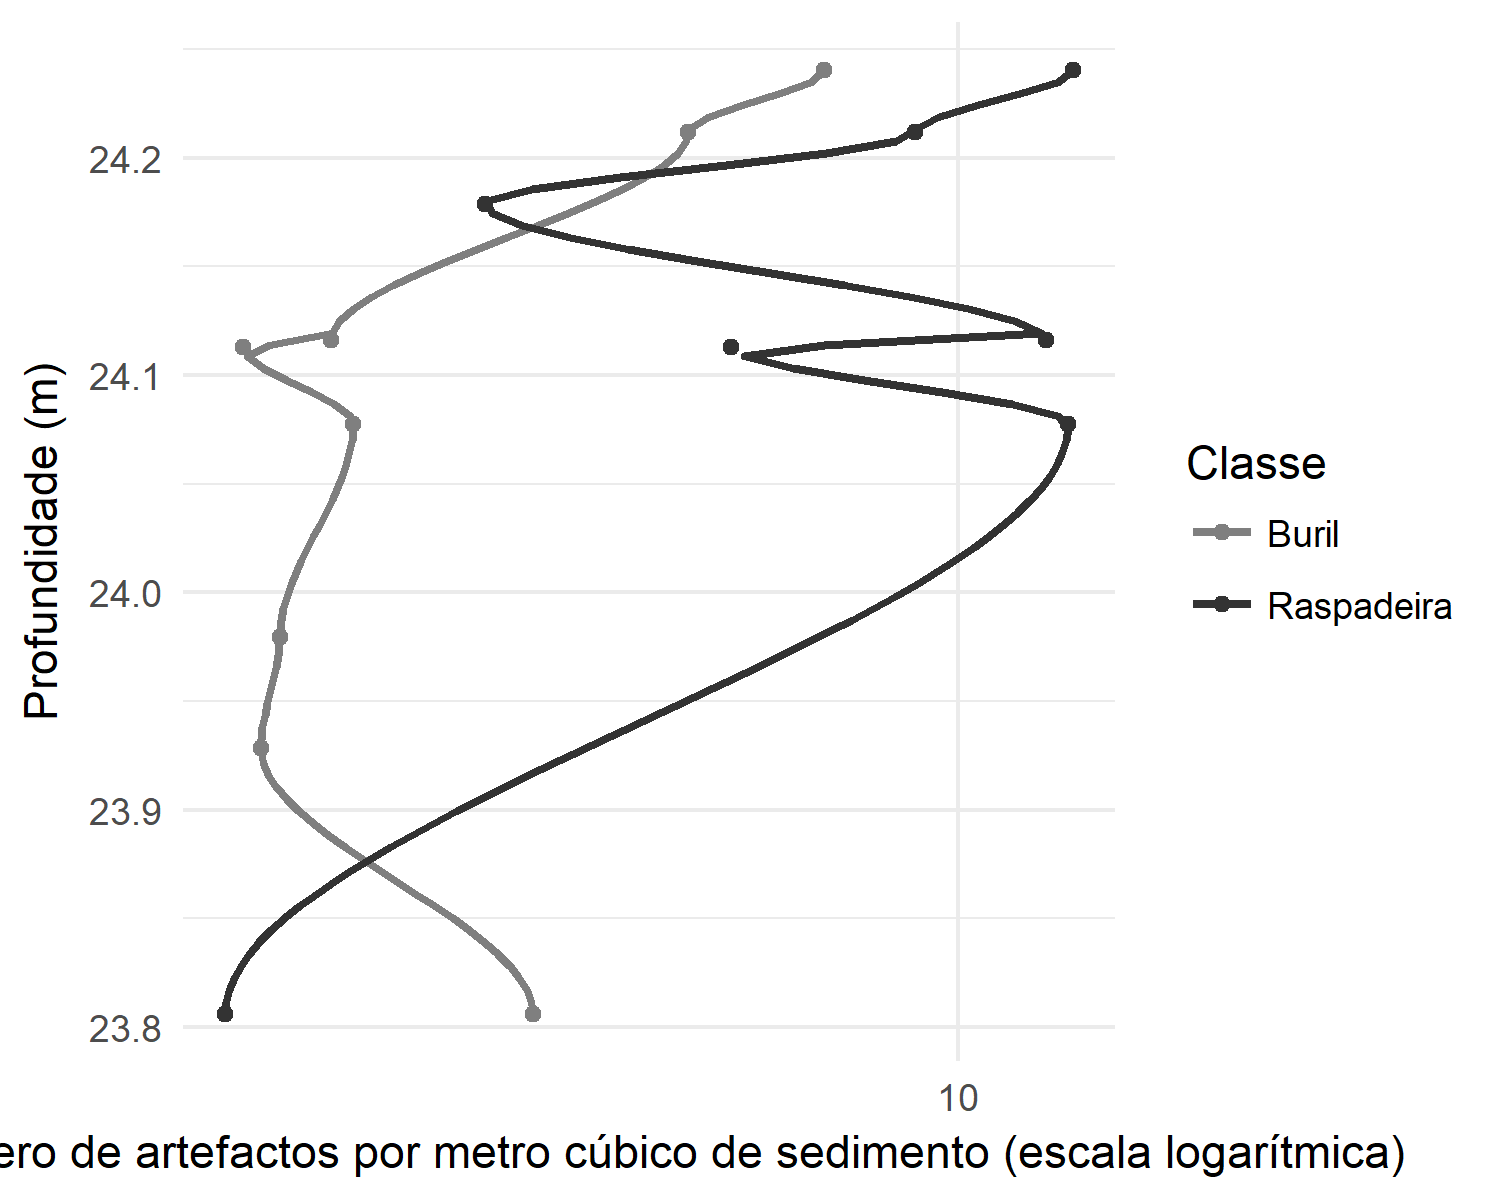 Profundidade (m)
24.2
24.1
24.0
23.9
23.8
10
de artefactos por metro cúbico de sedimento (escala logarítmica)
Classe
Buril
Raspadeira